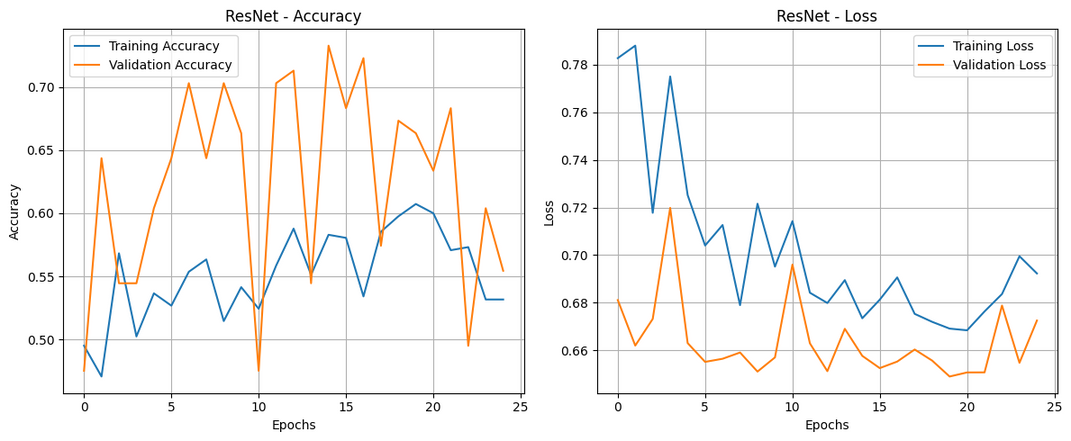 ResNet - Accuracy
Training Accuracy
Validation Accuracy
0.70
0.65
0.60
0.55
0.50
Accuracy
0 5 10 15 20 25
Epochs
ResNet - Loss
Training Loss
Validation Loss
0.78
0.76
0.74
0.72
0.70
0.68
0.66
Loss
0 5 10 15 20 25
Epochs